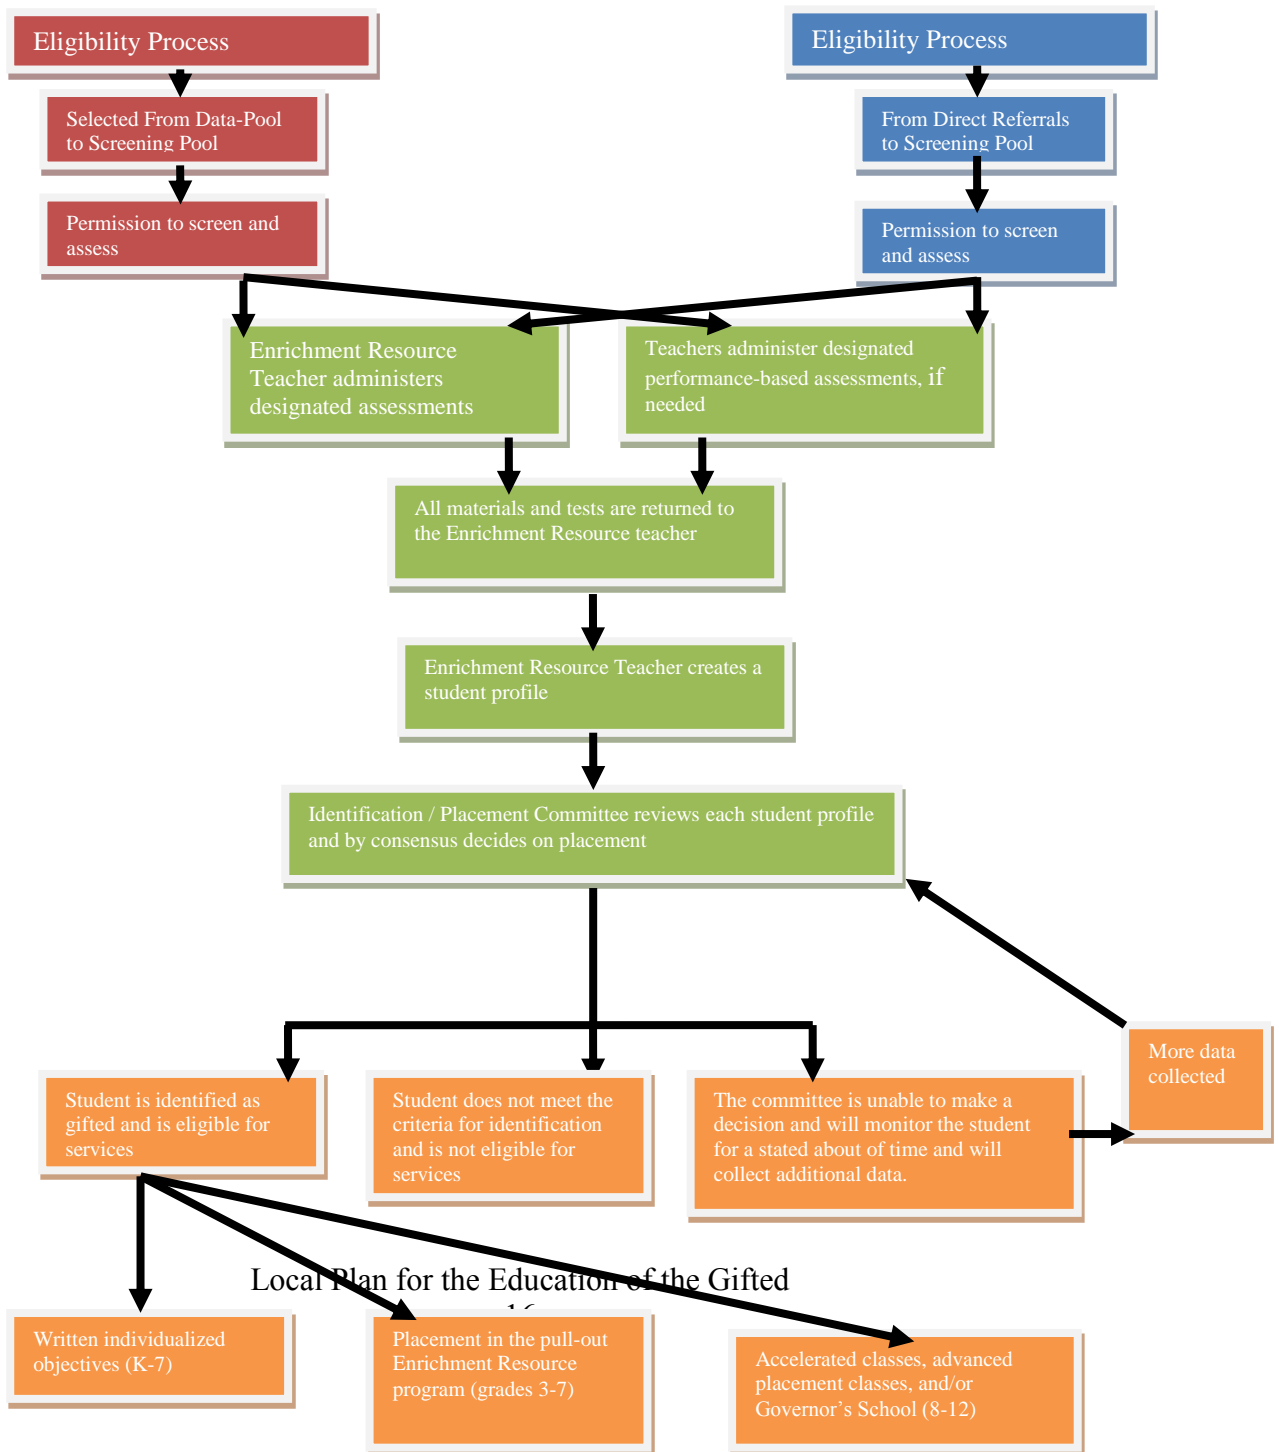 Eligibility Process
Eligibility Process
Selected From Data-Pool
to Screening Pool
From Direct Referrals
to Screening Pool
Permission to screen and
assess
Permission to screen
and assess
Enrichment Resource
Teacher administers
designated assessments
Teachers administer designated
performance-based assessments, if
needed
All materials and tests are returned to
the Enrichment Resource teacher
Enrichment Resource Teacher creates a
student profile
Identification / Placement Committee reviews each student profile
and by consensus decides on placement
More data
collected
Student is identified as
gifted and is eligible for
services
Student does not meet the
criteria for identification
and is not eligible for
services
The committee is unable to make a
decision and will monitor the student
for a stated about of time and will
collect additional data.
Local Plan for the Education of the Gifted
Written individualized
objectives (K-7)
Placement in the pull-out
Enrichment Resource
program (grades 3-7)
Accelerated classes, advanced
placement classes, and/or
Governor's School (8-12)